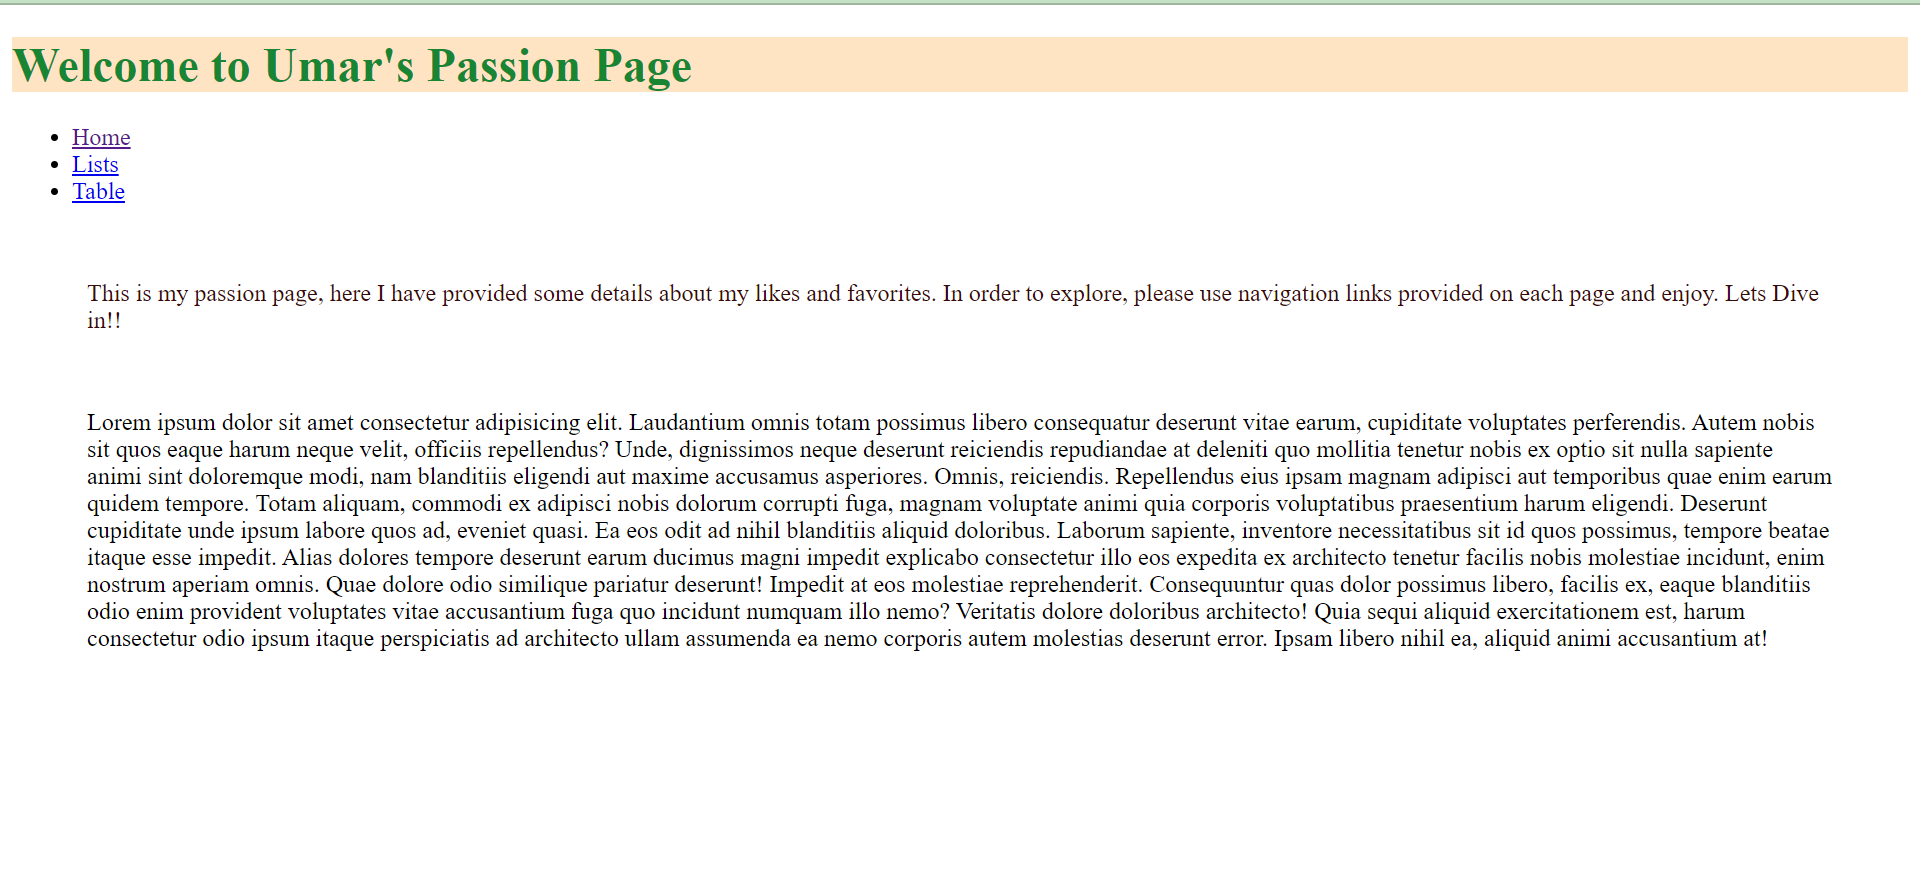 Welcome to Umar's Passion Page
Home
Lists
Table
This is my passion page, here I have provided some details about my likes and favorites. In order to explore, please use navigation links provided on each page and enjoy. Lets Dive
in!!
Lorem ipsum dolor sit amet consectetur adipisicing elit. Laudantium omnis totam possimus libero consequatur deserunt vitae earum, cupiditate voluptates perferendis. Autem nobis
sit quos eaque harum neque velit, officiis repellendus? Unde, dignissimos neque deserunt reiciendis repudiandae at deleniti quo mollitia tenetur nobis ex optio sit nulla sapiente
animi sint doloremque modi, nam blanditiis eligendi aut maxime accusamus asperiores. Omnis, reiciendis. Repellendus eius ipsam magnam adipisci aut temporibus quae enim earum
quidem tempore. Totam aliquam, commodi ex adipisci nobis dolorum corrupti fuga, magnam voluptate animi quia corporis voluptatibus praesentium harum eligendi. Deserunt
cupiditate unde ipsum labore quos ad, eveniet quasi. Ea eos odit ad nihil blanditiis aliquid doloribus. Laborum sapiente, inventore necessitatibus sit id quos possimus, tempore beatae
itaque esse impedit. Alias dolores tempore deserunt earum ducimus magni impedit explicabo consectetur illo eos expedita ex architecto tenetur facilis nobis molestiae incidunt, enim
nostrum aperiam omnis. Quae dolore odio similique pariatur deserunt! Impedit at eos molestiae reprehenderit. Consequuntur quas dolor possimus libero, facilis ex, eaque blanditiis
odio enim provident voluptates vitae accusantium fuga quo incidunt numquam illo nemo? Veritatis dolore doloribus architecto! Quia sequi aliquid exercitationem est, harum
consectetur odio ipsum itaque perspiciatis ad architecto ullam assumenda ea nemo corporis autem molestias deserunt error. Ipsam libero nihil ea, aliquid animi accusantium at!